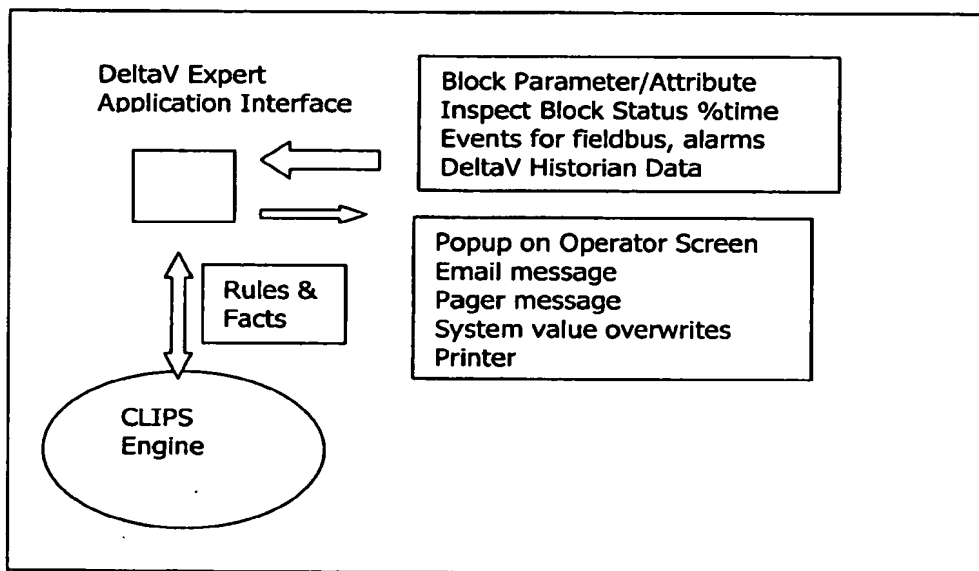 DeltaV Expert
Application Interface
Block Parameter/Attribute
Inspect Block Status %time
Events for fieldbus, alarms
DeltaV Historian Data
Popup on Operator Screen
Email message
Pager message
System value overwrites
Printer
Rules &
Facts
CLIPS
Engine